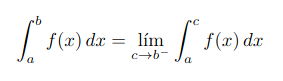 ∫_a^b f(x) dx = lím_{c→b⁻} ∫_a^c f(x) dx